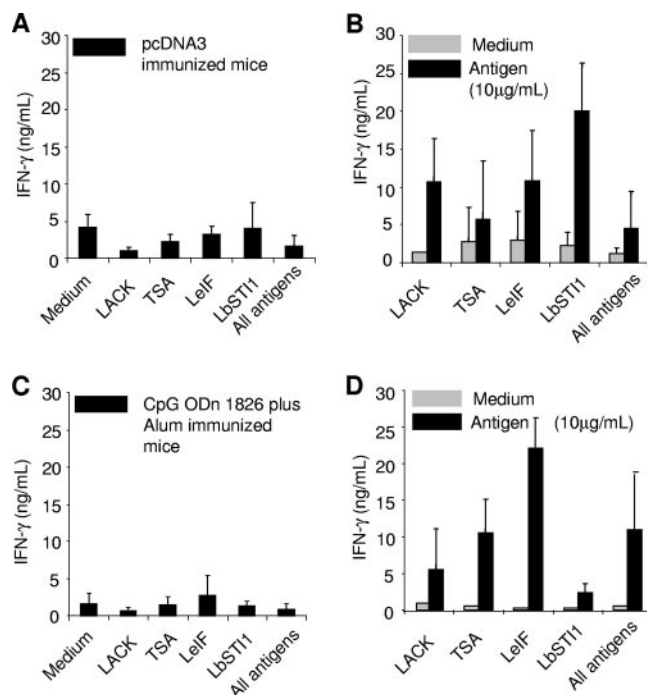 A
pcDNA3
immunized mice
IFN-γ (ng/mL)
30
25
20
15
10
5
0
Medium
LACK
TSA
LeIF
LbSTI1
All antigens
B
Medium
Antigen
(10μg/mL)
IFN-γ (ng/mL)
30
25
20
15
10
5
0
LACK
TSA
LeIF
LbSTI1
All antigens
C
CpG ODn 1826 plus
Alum immunized
mice
IFN-γ (ng/mL)
30
25
20
15
10
5
0
Medium
LACK
TSA
LeIF
LbSTI1
All antigens
D
Medium
Antigen (10μg/mL)
IFN-γ (ng/mL)
30
25
20
15
10
5
0
LACK
TSA
LeIF
LbSTI1
All antigens